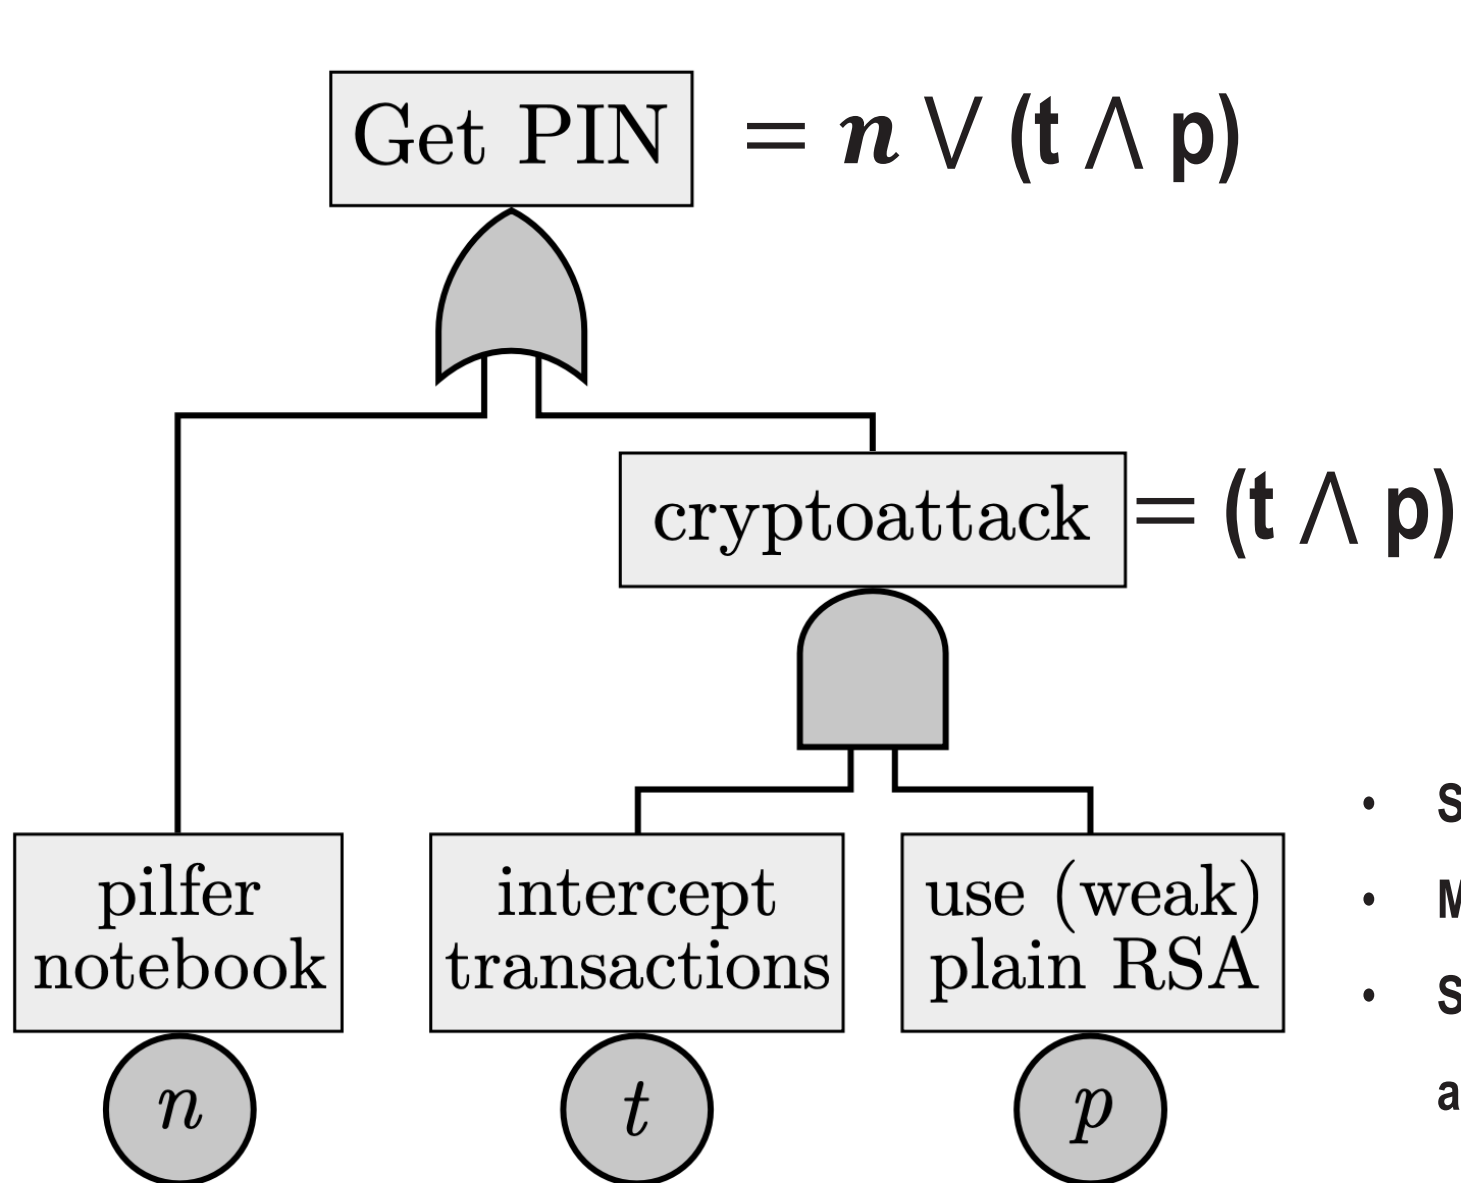 Get PIN = n ⋁ (t ⋀ p)
cryptoattack = (t ⋀ p)
pilfer
notebook
intercept
transactions
use (weak)
plain RSA
n
t
p
•
•
•